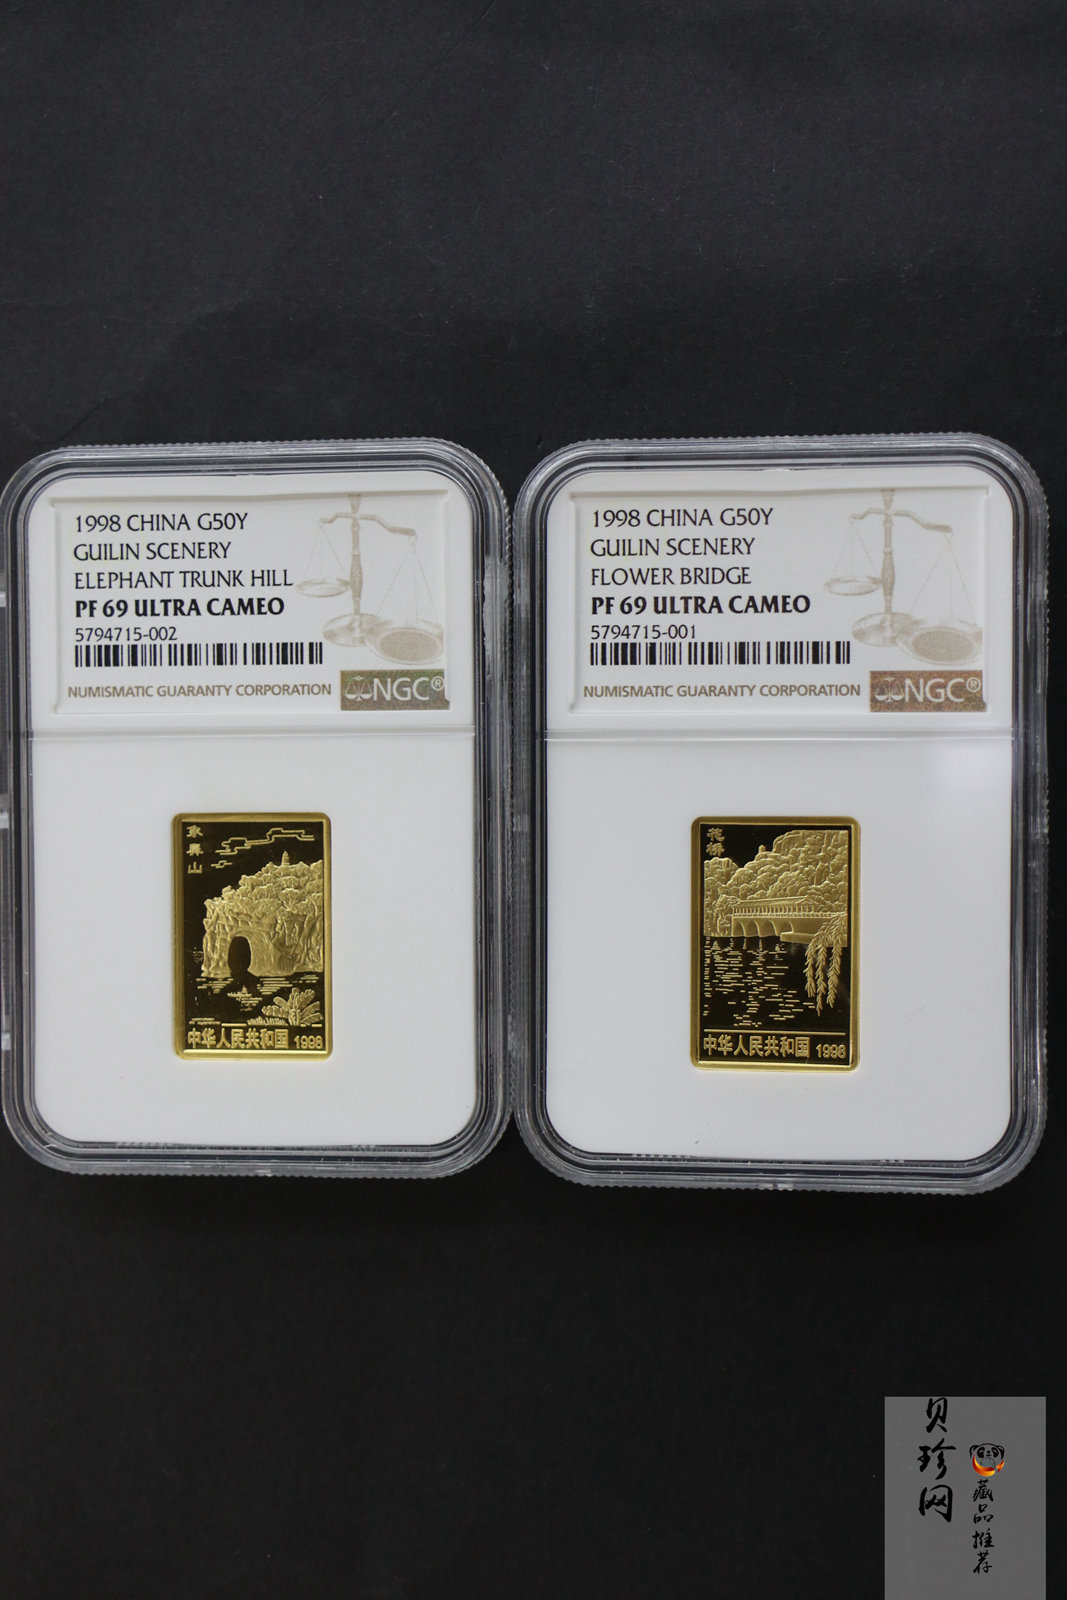 1998 CHINA G50Y
GUILIN SCENERY
ELEPHANT TRUNK HILL
PF 69 ULTRA CAMEO
5794715-002
NUMISMATIC GUARANTY CORPORATION
NGC®
象鼻山
中华人民共和国 1998
1998 CHINA G50Y
GUILIN SCENERY
FLOWER BRIDGE
PF 69 ULTRA CAMEO
5794715-001
NUMISMATIC GUARANTY CORPORATION
NGC®
花桥
中华人民共和国 1998
贝珍网
藏品推荐